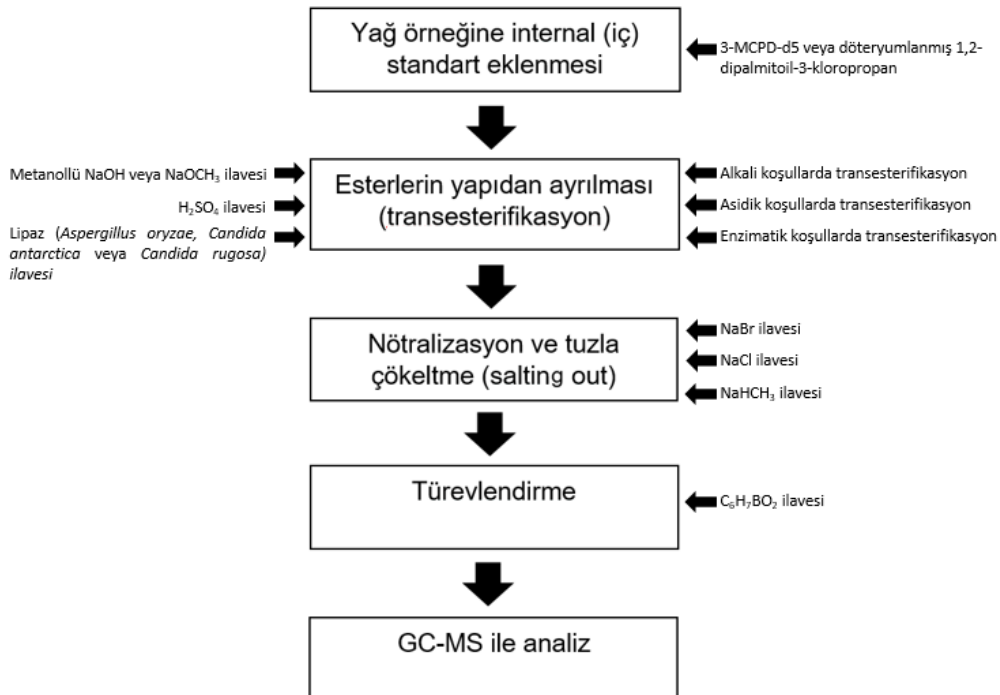 Yağ örneğine internal (iç)
standart eklenmesi
3-MCPD-d5 veya döteryumlanmış 1,2-
dipalmitoil-3-kloropropan
Metanollü NaOH veya NaOCH₃ ilavesi
H₂SO₄ ilavesi
Lipaz (Aspergillus oryzae, Candida
antarctica veya Candida rugosa)
ilavesi
Esterlerin yapıdan ayrılması
(transesterifikasyon)
Alkali koşullarda transesterifikasyon
Asidik koşullarda transesterifikasyon
Enzimatik koşullarda transesterifikasyon
Nötralizasyon ve tuzla
çökeltme (salting out)
NaBr ilavesi
NaCl ilavesi
NaHCH₃ ilavesi
Türevlendirme
C₆H₇BO₂ ilavesi
GC-MS ile analiz